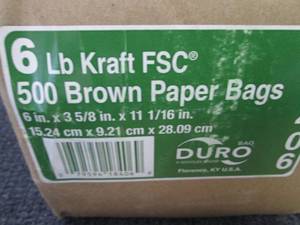 6 Lb Kraft FSC®
500 Brown Paper Bags
6 in. x 3 5/8 in. x 11 1/16 in.
15.24 cm x 9.21 cm x 28.09 cm
DURO BAG
Florence, KY U.S.A.